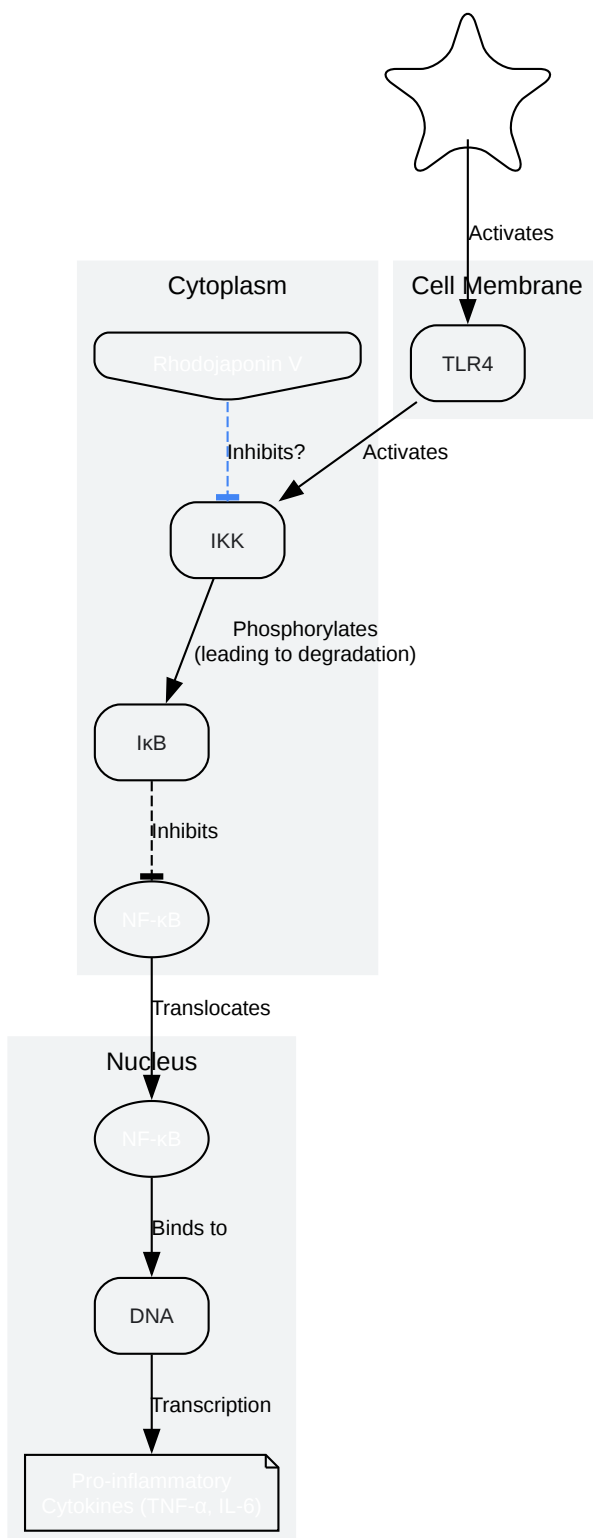 Activates
Cytoplasm
Cell Membrane
Rhodojaponin V
TLR4
Inhibits?
Activates
IKK
Phosphorylates
(leading to degradation)
IκB
Inhibits
NF-κB
Translocates
Nucleus
NF-κB
Binds to
DNA
Transcription
Pro-inflammatory
Cytokines (TNF-α, IL-6)